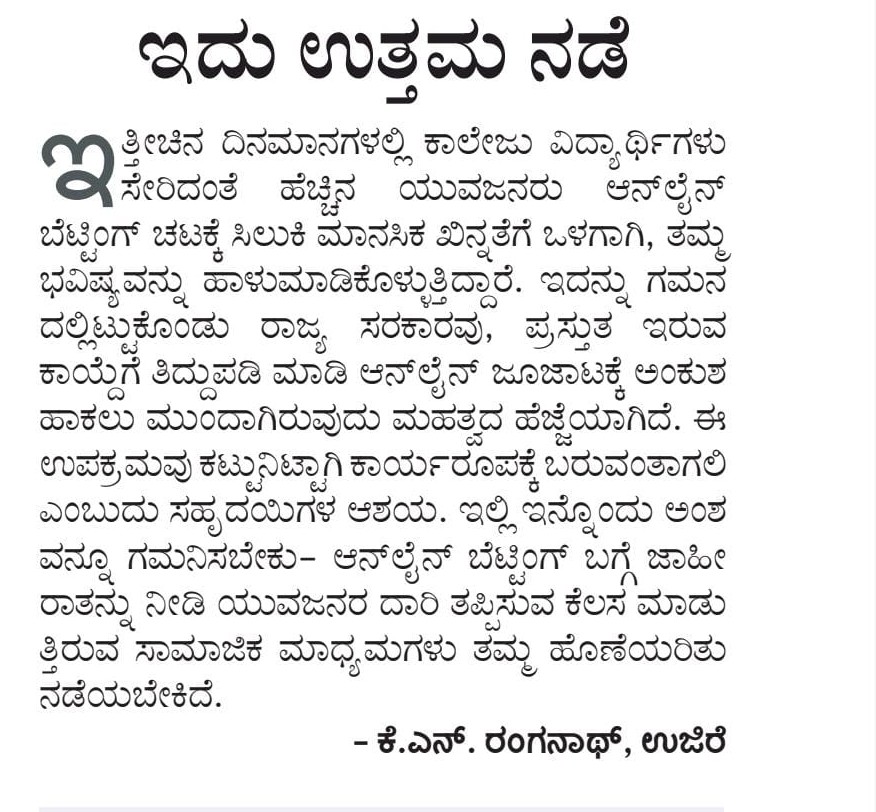 ಇದು ಉತ್ತಮ ನಡೆ
ಇತ್ತೀಚಿನ ದಿನಮಾನಗಳಲ್ಲಿ ಕಾಲೇಜು ವಿದ್ಯಾರ್ಥಿಗಳು
ಸೇರಿದಂತೆ ಹೆಚ್ಚಿನ ಯುವಜನರು ಆನ್‌ಲೈನ್
ಬೆಟ್ಟಿಂಗ್ ಚಟಕ್ಕೆ ಸಿಲುಕಿ ಮಾನಸಿಕ ಖಿನ್ನತೆಗೆ ಒಳಗಾಗಿ, ತಮ್ಮ
ಭವಿಷ್ಯವನ್ನು ಹಾಳುಮಾಡಿಕೊಳ್ಳುತ್ತಿದ್ದಾರೆ. ಇದನ್ನು ಗಮನ
ದಲ್ಲಿಟ್ಟುಕೊಂಡು ರಾಜ್ಯ ಸರಕಾರವು, ಪ್ರಸ್ತುತ ಇರುವ
ಕಾಯ್ದೆಗೆ ತಿದ್ದುಪಡಿ ಮಾಡಿ ಆನ್‌ಲೈನ್ ಜೂಜಾಟಕ್ಕೆ ಅಂಕುಶ
ಹಾಕಲು ಮುಂದಾಗಿರುವುದು ಮಹತ್ವದ ಹೆಜ್ಜೆಯಾಗಿದೆ. ಈ
ಉಪಕ್ರಮವು ಕಟ್ಟುನಿಟ್ಟಾಗಿ ಕಾರ್ಯರೂಪಕ್ಕೆ ಬರುವಂತಾಗಲಿ
ಎಂಬುದು ಸಹೃದಯಿಗಳ ಆಶಯ. ಇಲ್ಲಿ ಇನ್ನೊಂದು ಅಂಶ
ವನ್ನೂ ಗಮನಿಸಬೇಕು– ಆನ್‌ಲೈನ್ ಬೆಟ್ಟಿಂಗ್ ಬಗ್ಗೆ ಜಾಹೀ
ರಾತನ್ನು ನೀಡಿ ಯುವಜನರ ದಾರಿ ತಪ್ಪಿಸುವ ಕೆಲಸ ಮಾಡು
ತ್ತಿರುವ ಸಾಮಾಜಿಕ ಮಾಧ್ಯಮಗಳು ತಮ್ಮ ಹೊಣೆಯರಿತು
ನಡೆಯಬೇಕಿದೆ.
– ಕೆ.ಎನ್. ರಂಗನಾಥ್, ಉಜಿರೆ